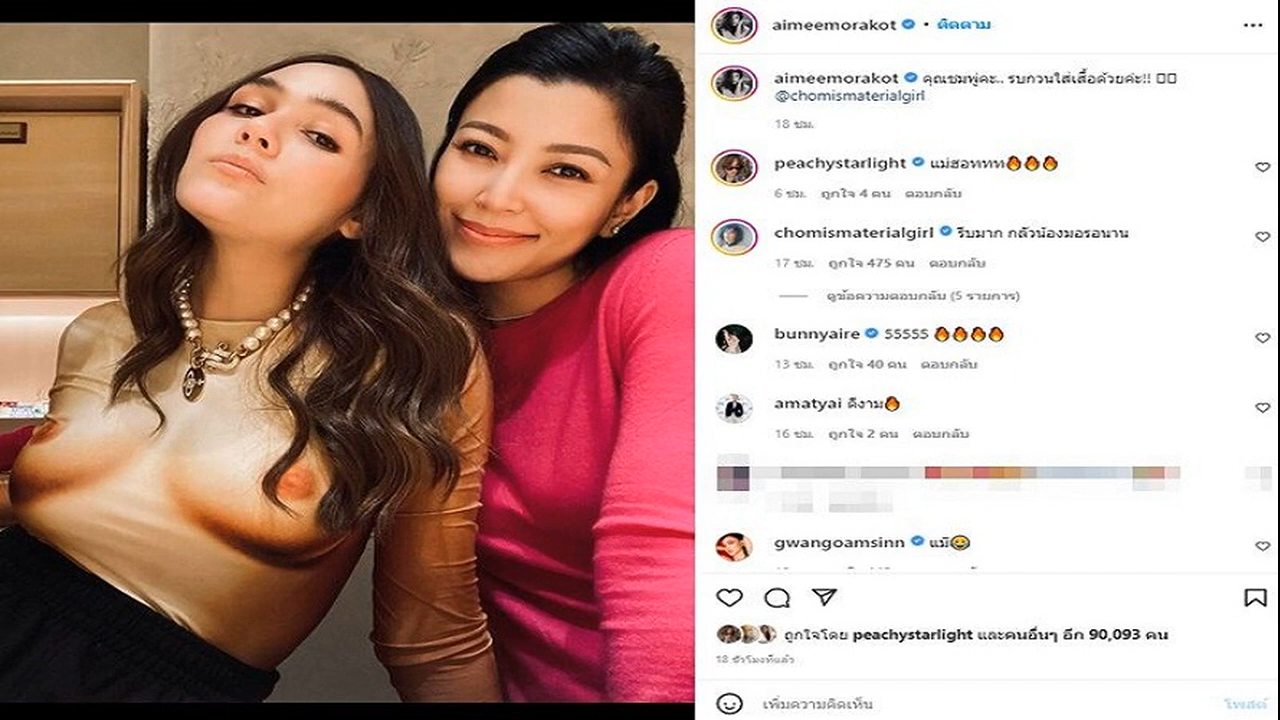 aimeemorakot • ติดตาม
aimeemorakot คุณชมพู่คะ.. รบกวนใส่เสื้อด้วยค่ะ!!
@chomismaterialgirl
18 ชม.
peachystarlight แม่ฮอทททท🔥🔥🔥
6 ชม. ถูกใจ 4 คน ตอบกลับ
chomismaterialgirl รีบมาก กลัวน้องมอรอนาน
17 ชม. ถูกใจ 475 คน ตอบกลับ
ดูข้อความตอบกลับ (5 รายการ)
bunnyaire 55555 🔥🔥🔥🔥
13 ชม. ถูกใจ 40 คน ตอบกลับ
amatyai ดีงาม🔥
16 ชม. ถูกใจ 2 คน ตอบกลับ
gwangoamsinn แม๊😂
ถูกใจโดย peachystarlight และคนอื่นๆ อีก 90,093 คน
18 ชั่วโมงที่แล้ว
เพิ่มความคิดเห็น
โพสต์